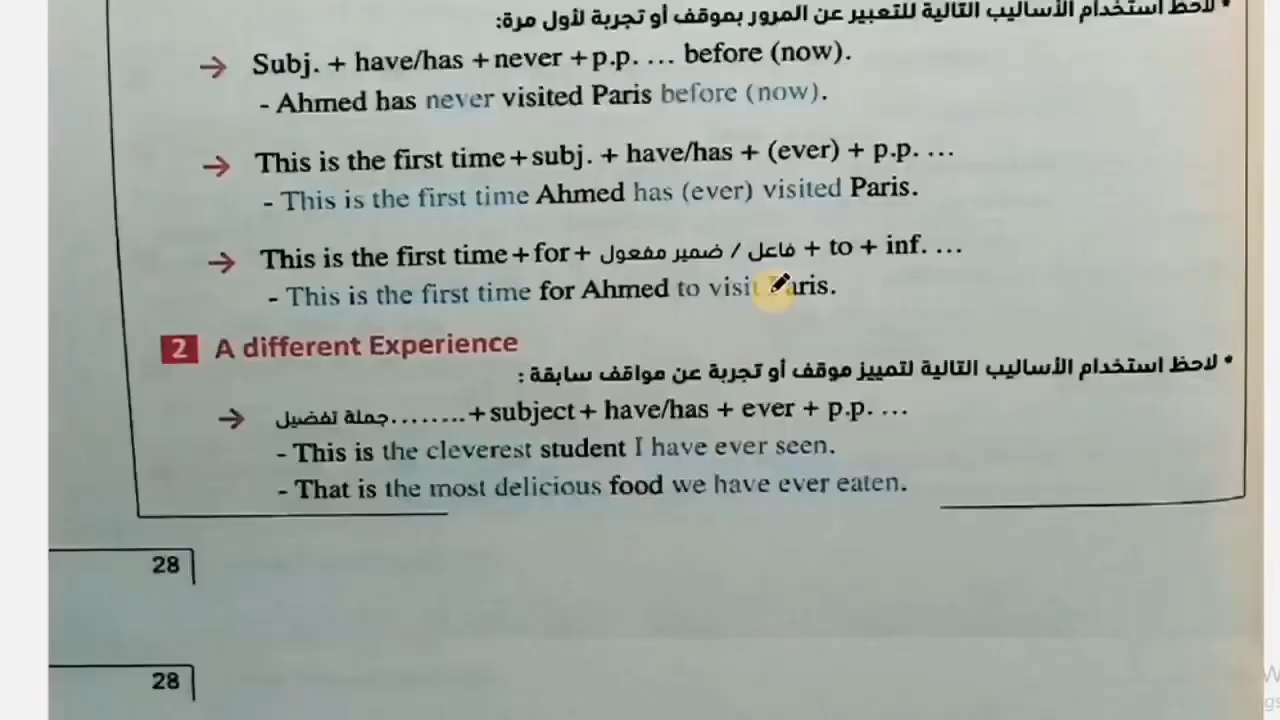 • لاحظ استخدام الأساليب التالية للتعبير عن المرور بموقف أو تجربة لأول مرة:
→ Subj. + have/has + never + p.p. … before (now).
- Ahmed has never visited Paris before (now).
→ This is the first time + subj. + have/has + (ever) + p.p. …
- This is the first time Ahmed has (ever) visited Paris.
→ This is the first time + for + فاعل / ضمير مفعول + to + inf. …
- This is the first time for Ahmed to visit Paris.
2 A different Experience
• لاحظ استخدام الأساليب التالية لتمييز موقف أو تجربة عن مواقف سابقة :
→ جملة تفضيل........ + subject + have/has + ever + p.p. …
- This is the cleverest student I have ever seen.
- That is the most delicious food we have ever eaten.
28
28